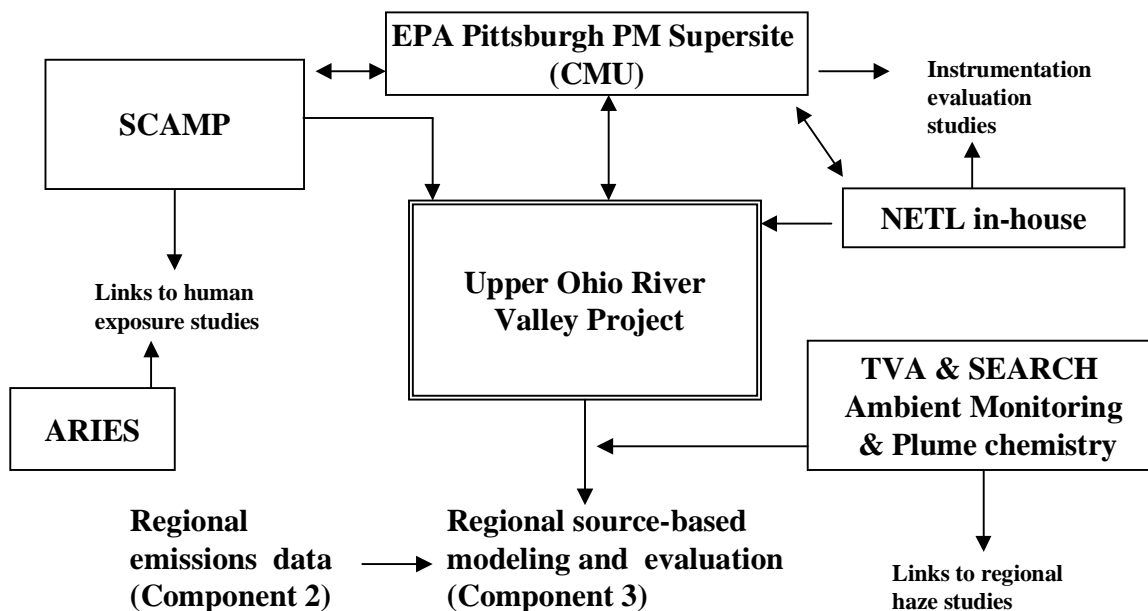 EPA Pittsburgh PM Supersite
(CMU)
SCAMP
Instrumentation
evaluation
studies
NETL in-house
Upper Ohio River
Valley Project
Links to human
exposure studies
ARIES
TVA & SEARCH
Ambient Monitoring
& Plume chemistry
Regional
emissions data
(Component 2)
Regional source-based
modeling and evaluation
(Component 3)
Links to regional
haze studies